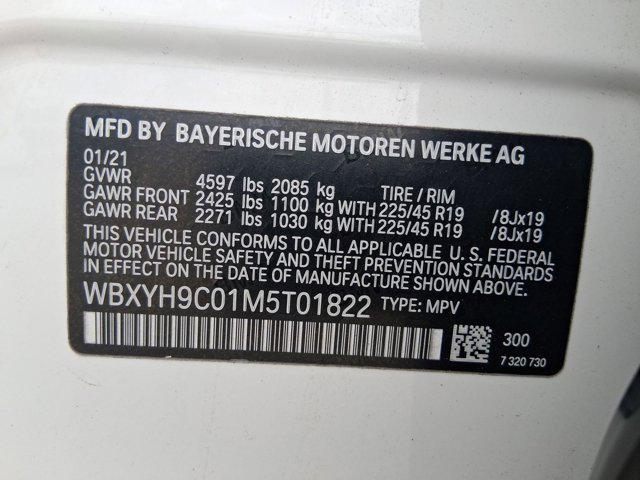 MFD BY BAYERISCHE MOTOREN WERKE AG
01/21
GVWR 4597 lbs 2085 kg TIRE / RIM
GAWR FRONT 2425 lbs 1100 kg WITH 225/45 R19 /8Jx19
GAWR REAR 2271 lbs 1030 kg WITH 225/45 R19 /8Jx19
THIS VEHICLE CONFORMS TO ALL APPLICABLE U. S. FEDERAL
MOTOR VEHICLE SAFETY AND THEFT PREVENTION STANDARDS
IN EFFECT ON THE DATE OF MANUFACTURE SHOWN ABOVE.
WBXYH9C01M5T01822 TYPE: MPV
300
7 320 730